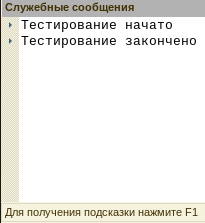 Служебные сообщения
Тестирование начато
Тестирование закончено
Для получения подсказки нажмите F1